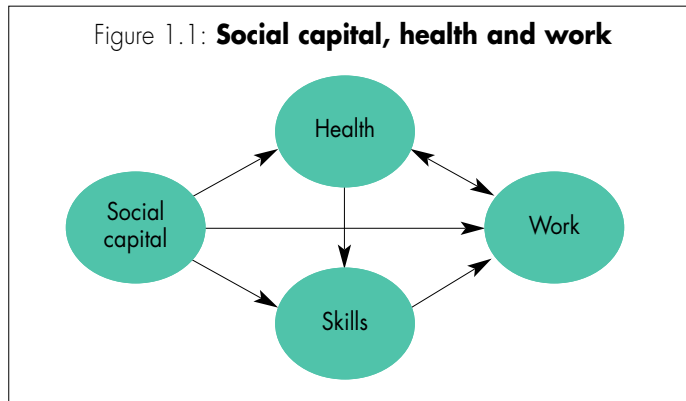 Figure 1.1: Social capital, health and work
Health
Social
capital
Work
Skills